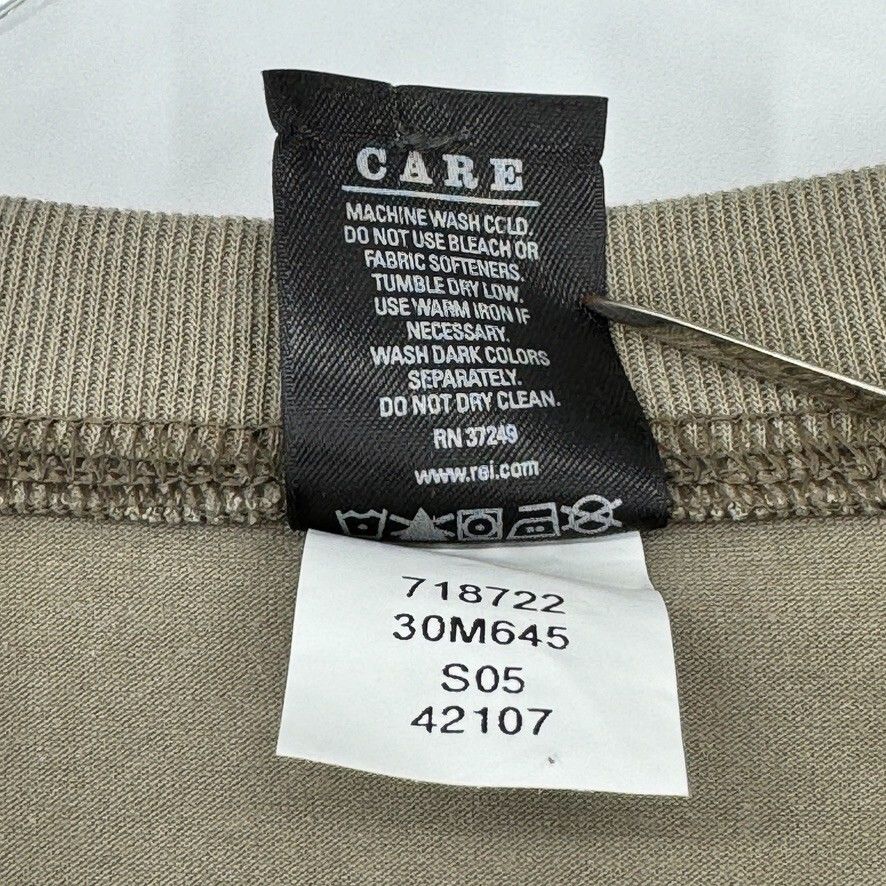 CARE
MACHINE WASH COLD.
DO NOT USE BLEACH OR
FABRIC SOFTENERS.
TUMBLE DRY LOW.
USE WARM IRON IF
NECESSARY.
WASH DARK COLORS
SEPARATELY.
DO NOT DRY CLEAN.
RN 37249
www.rei.com
718722
30M645
S05
42107